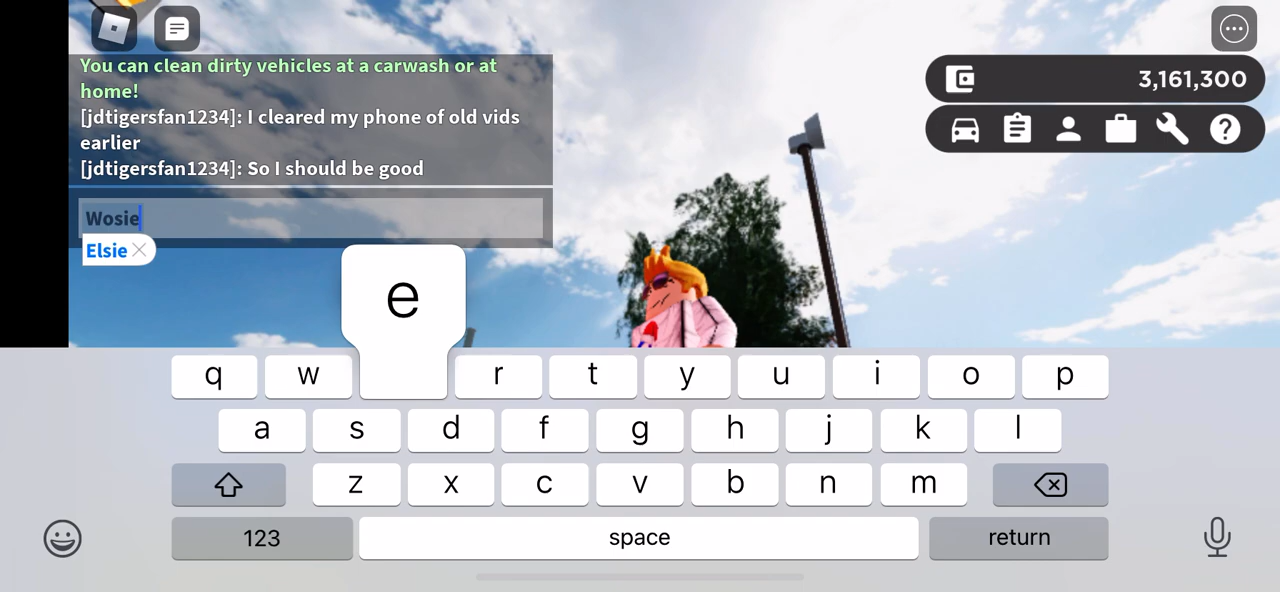 You can clean dirty vehicles at a carwash or at
home!
3,161,300
[jdtigersfan1234]: I cleared my phone of old vids
earlier
[jdtigersfan1234]: So I should be good
Wosie
Elsie
e
q w r t y u i o p
a s d f g h j k l
z x c v b n m
123 space return